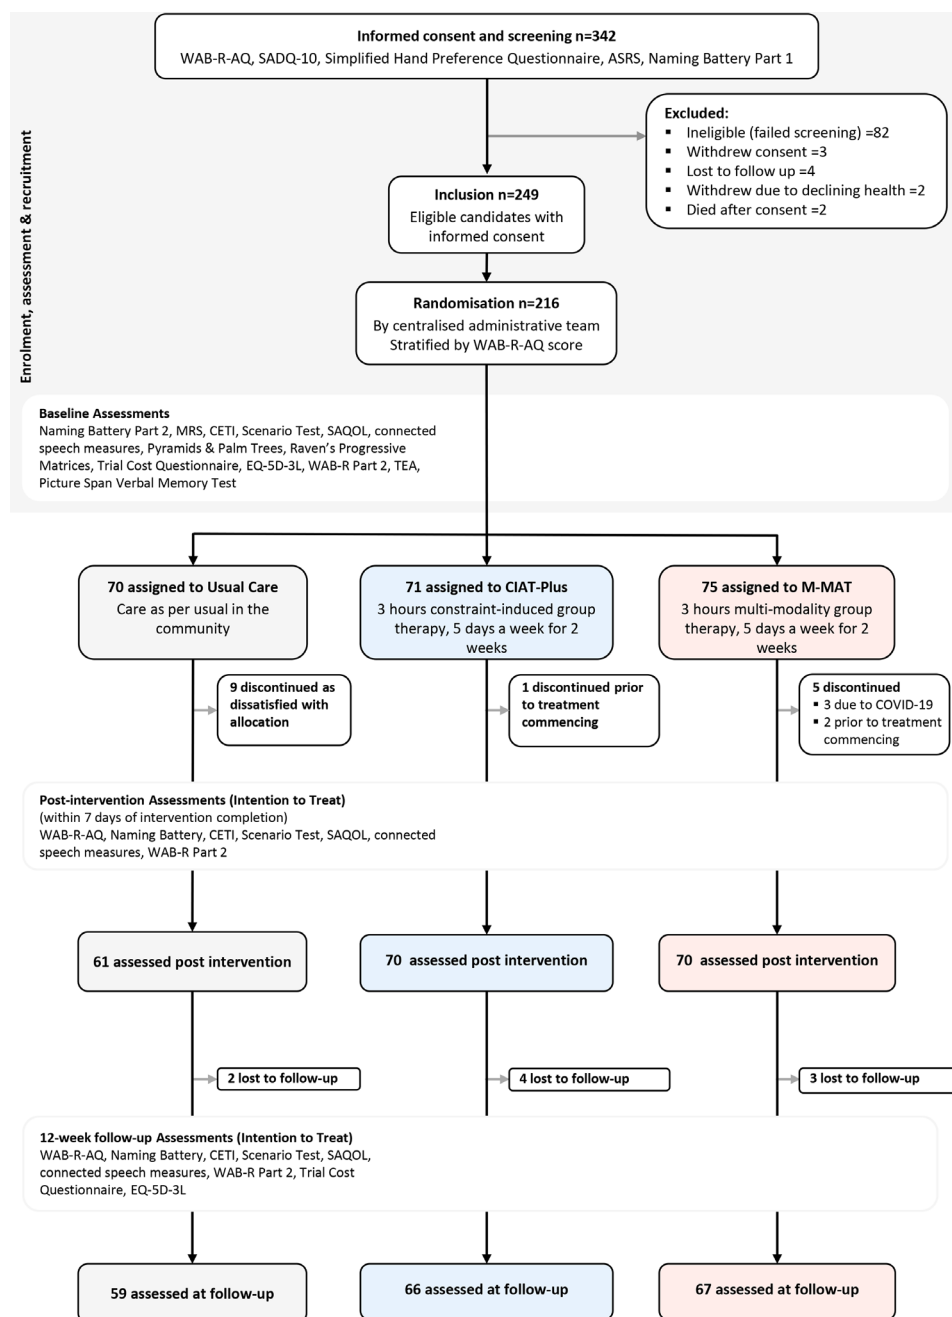 Informed consent and screening n=342
WAB-R-AQ, SADQ-10, Simplified Hand Preference Questionnaire, ASRS, Naming Battery Part 1
Excluded:
▪ Ineligible (failed screening) =82
▪ Withdrew consent =3
▪ Lost to follow up =4
▪ Withdrew due to declining health =2
▪ Died after consent =2
Enrolment, assessment & recruitment
Inclusion n=249
Eligible candidates with
informed consent
Randomisation n=216
By centralised administrative team
Stratified by WAB-R-AQ score
Baseline Assessments
Naming Battery Part 2, MRS, CETI, Scenario Test, SAQOL, connected
speech measures, Pyramids & Palm Trees, Raven's Progressive
Matrices, Trial Cost Questionnaire, EQ-5D-3L, WAB-R Part 2, TEA,
Picture Span Verbal Memory Test
70 assigned to Usual Care
Care as per usual in the
community
71 assigned to CIAT-Plus
3 hours constraint-induced group
therapy, 5 days a week for 2
weeks
75 assigned to M-MAT
3 hours multi-modality group
therapy, 5 days a week for 2
weeks
9 discontinued as
dissatisfied with
allocation
1 discontinued prior
to treatment
commencing
5 discontinued
▪ 3 due to COVID-19
▪ 2 prior to treatment
commencing
Post-intervention Assessments (Intention to Treat)
(within 7 days of intervention completion)
WAB-R-AQ, Naming Battery, CETI, Scenario Test, SAQOL, connected
speech measures, WAB-R Part 2
61 assessed post intervention
70 assessed post intervention
70 assessed post intervention
2 lost to follow-up
4 lost to follow-up
3 lost to follow-up
12-week follow-up Assessments (Intention to Treat)
WAB-R-AQ, Naming Battery, CETI, Scenario Test, SAQOL,
connected speech measures, WAB-R Part 2, Trial Cost
Questionnaire, EQ-5D-3L
59 assessed at follow-up
66 assessed at follow-up
67 assessed at follow-up